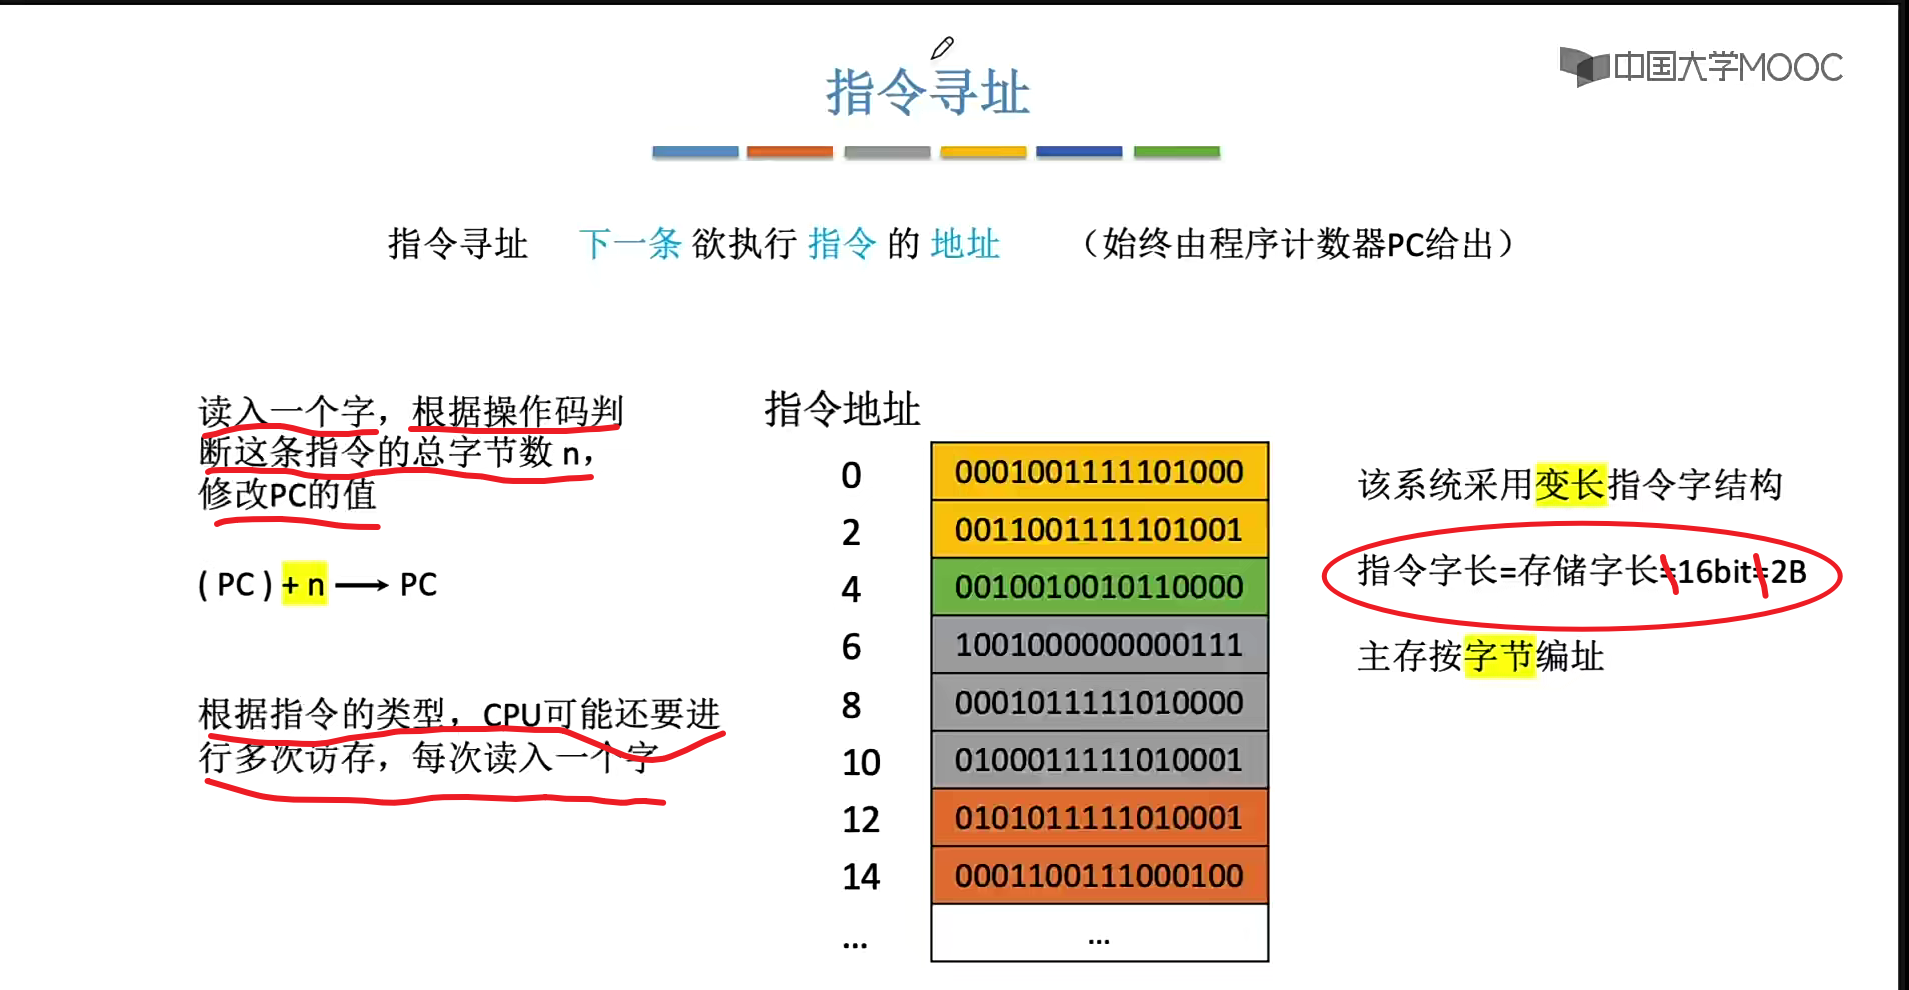 中国大学MOOC
指令寻址
指令寻址 下一条 欲执行 指令 的 地址 （始终由程序计数器PC给出）
读入一个字，根据操作码判
断这条指令的总字节数 n，
修改PC的值
( PC ) + n → PC
根据指令的类型，CPU可能还要进
行多次访存，每次读入一个字
指令地址
0 0001001111101000
2 0011001111101001
4 0010010010110000
6 1001000000000111
8 0001011111010000
10 0100011111010001
12 0101011111010001
14 0001100111000100
... ...
该系统采用变长指令字结构
指令字长=存储字长=16bit=2B
主存按字节编址